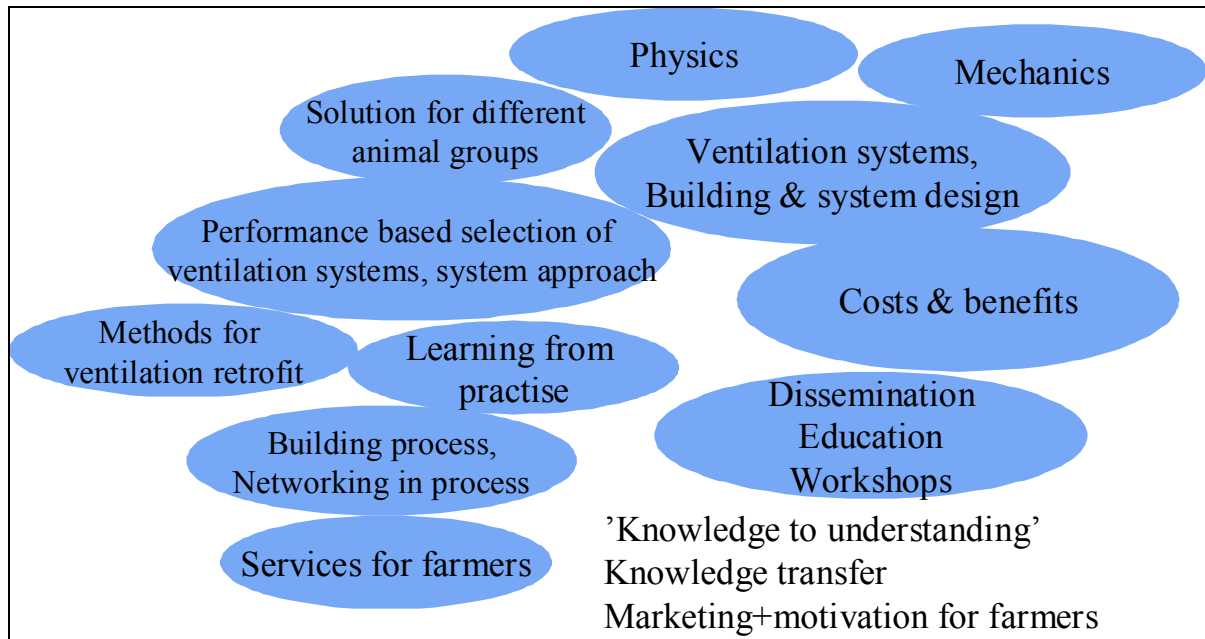 Physics
Mechanics
Solution for different
animal groups
Ventilation systems,
Building & system design
Performance based selection of
ventilation systems, system approach
Costs & benefits
Methods for
ventilation retrofit
Learning from
practise
Dissemination
Education
Workshops
Building process,
Networking in process
Services for farmers
’Knowledge to understanding’
Knowledge transfer
Marketing+motivation for farmers